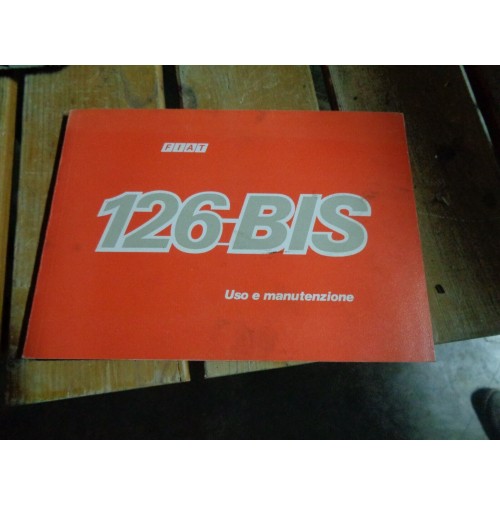 FIAT
126 BIS
Uso e manutenzione